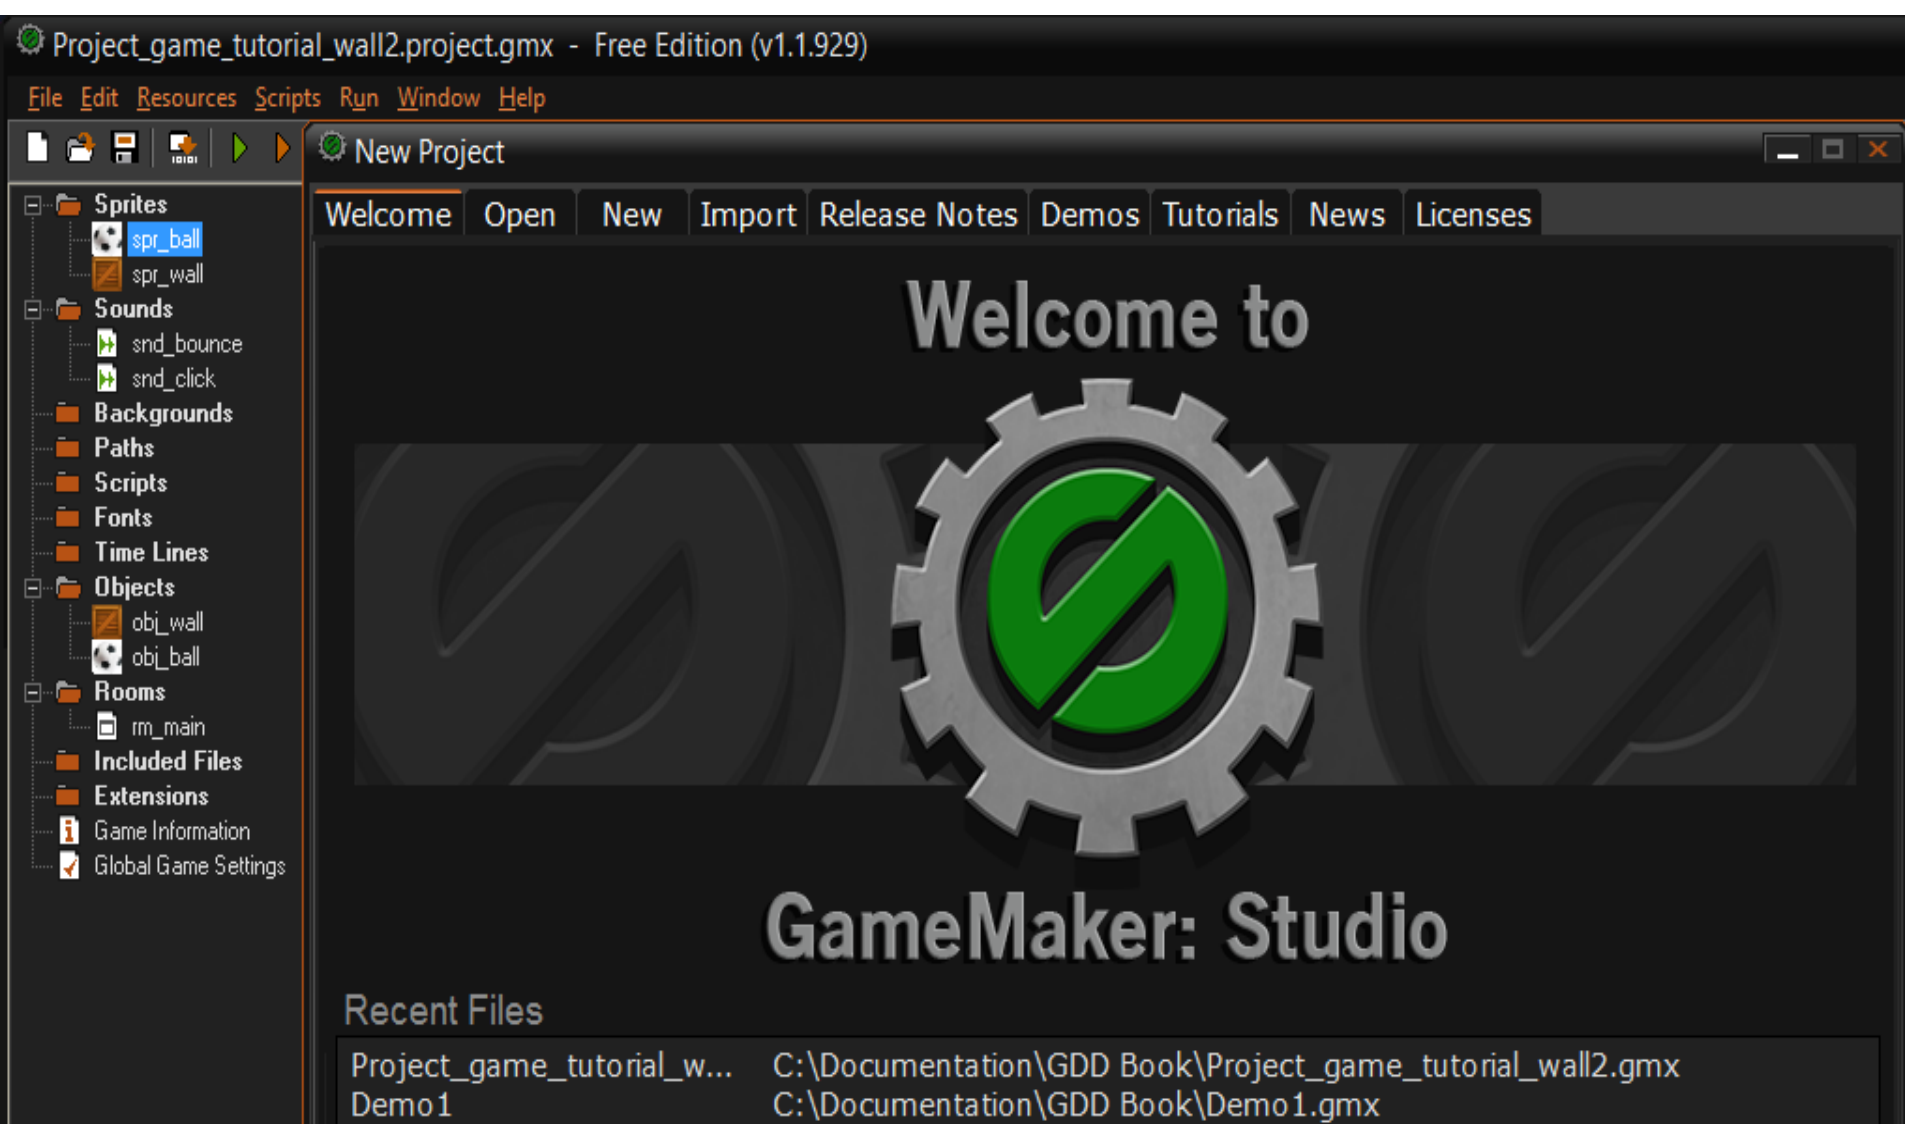 Project_game_tutorial_wall2.project.gmx - Free Edition (v1.1.929)
File Edit Resources Scripts Run Window Help
New Project
Welcome Open New Import Release Notes Demos Tutorials News Licenses
Sprites
spr_ball
spr_wall
Sounds
snd_bounce
snd_click
Backgrounds
Paths
Scripts
Fonts
Time Lines
Objects
obj_wall
obj_ball
Rooms
rm_main
Included Files
Extensions
Game Information
Global Game Settings
Welcome to
GameMaker: Studio
Recent Files
Project_game_tutorial_w... C:\Documentation\GDD Book\Project_game_tutorial_wall2.gmx
Demo1 C:\Documentation\GDD Book\Demo1.gmx